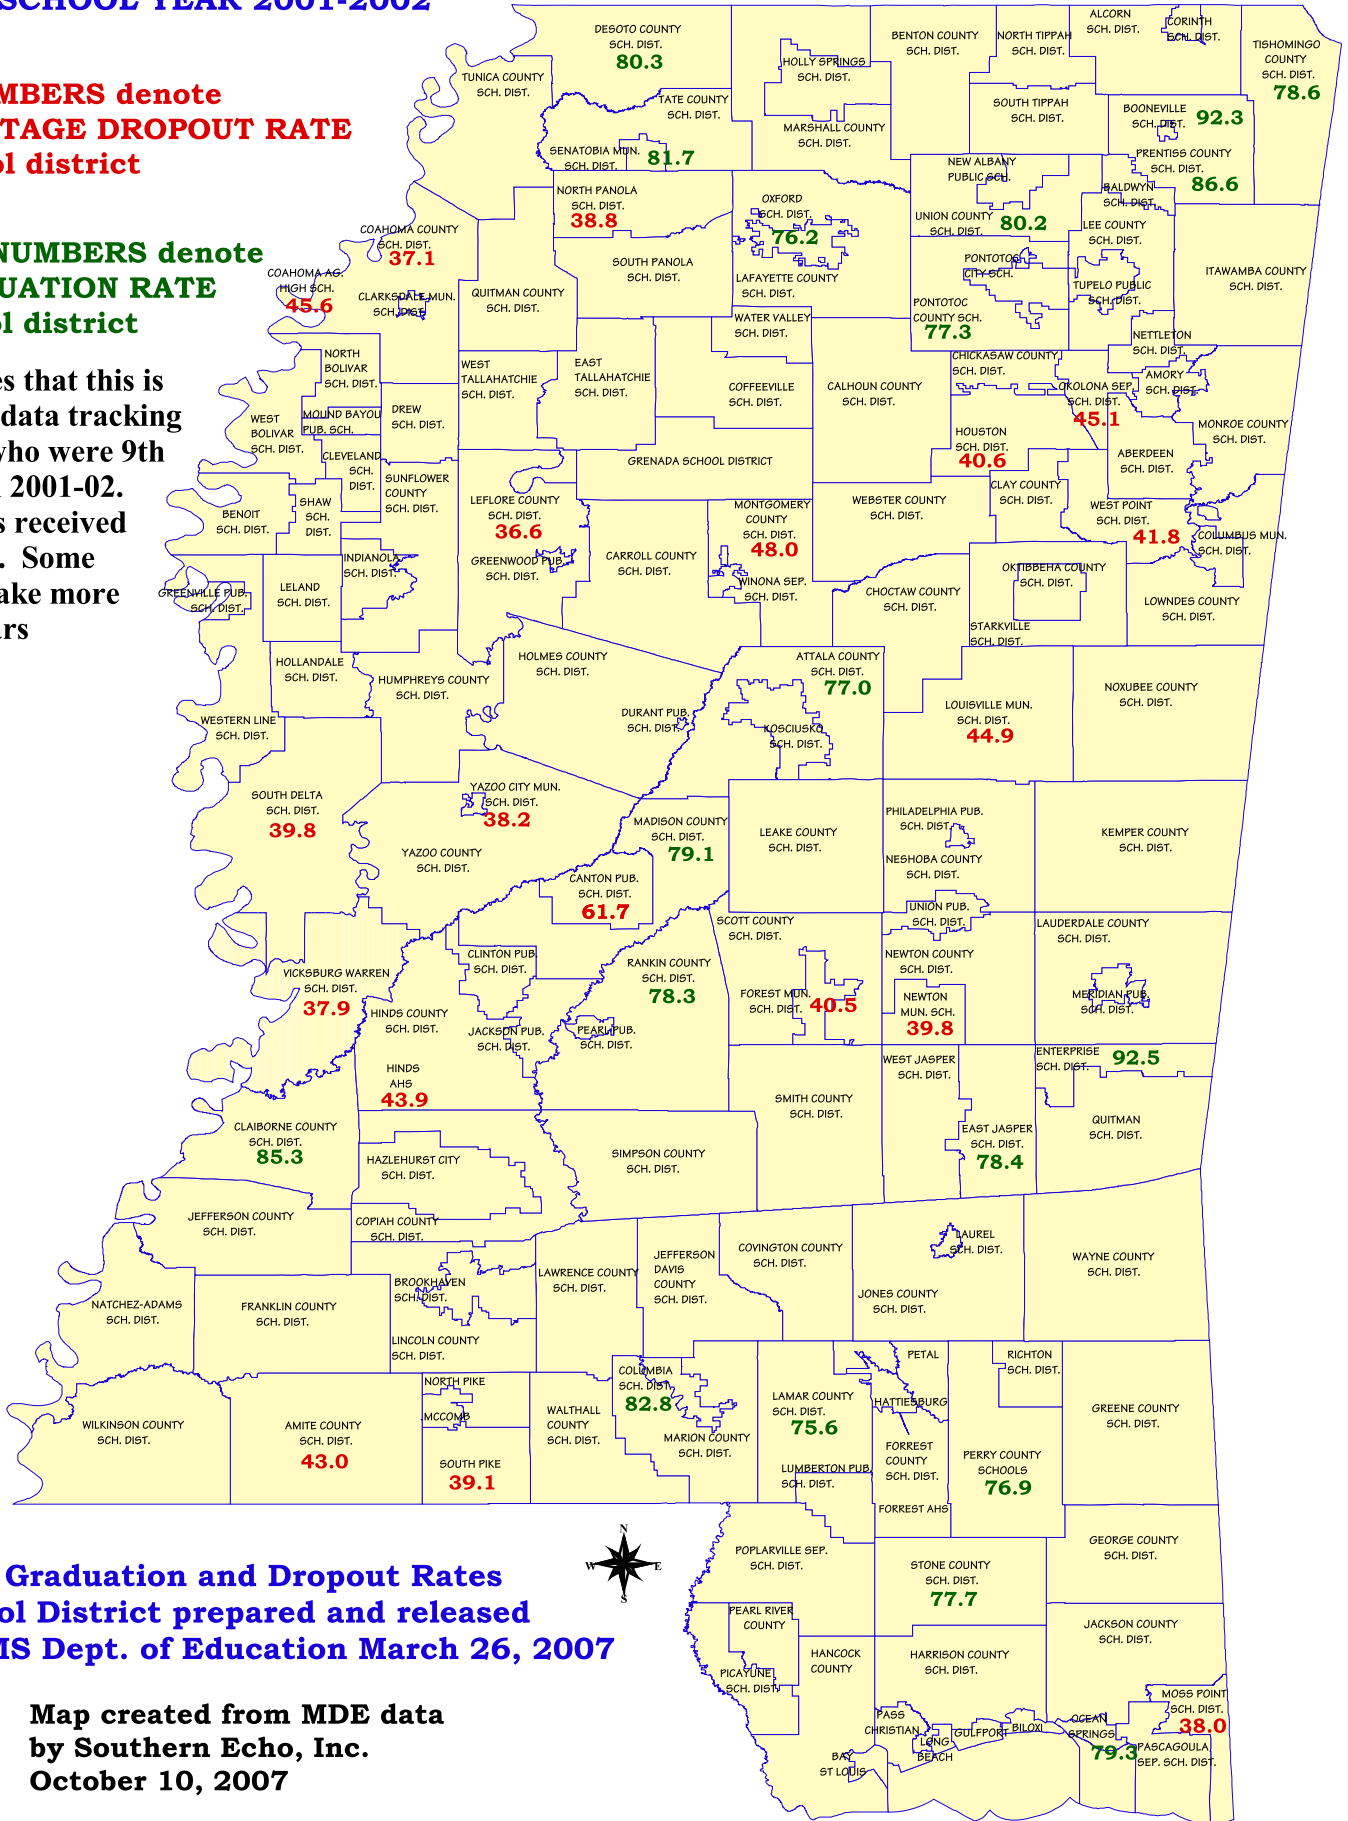 SCHOOL YEAR 2001-2002
MBERS denote
TAGE DROPOUT RATE
ol district
NUMBERS denote
UATION RATE
ol district
es that this is
data tracking
who were 9th
2001-02.
s received
. Some
ake more
ars
DESOTO COUNTY
SCH. DIST.
80.3
TUNICA COUNTY
SCH. DIST.
TATE COUNTY
SCH. DIST.
SENATOBIA MUN.
SCH. DIST.
81.7
HOLLY SPRINGS
SCH. DIST.
MARSHALL COUNTY
SCH. DIST.
BENTON COUNTY
SCH. DIST.
NORTH TIPPAH
SCH. DIST.
SOUTH TIPPAH
SCH. DIST.
ALCORN
SCH. DIST.
CORINTH
SCH. DIST.
TISHOMINGO
COUNTY
SCH. DIST.
78.6
BOONEVILLE
SCH. DIST.
92.3
PRENTISS COUNTY
SCH. DIST.
86.6
NEW ALBANY
PUBLIC SCH.
UNION COUNTY
SCH. DIST.
80.2
BALDWYN
SCH. DIST.
LEE COUNTY
SCH. DIST.
NORTH PANOLA
SCH. DIST.
38.8
SOUTH PANOLA
SCH. DIST.
OXFORD
SCH. DIST.
76.2
LAFAYETTE COUNTY
SCH. DIST.
COAHOMA COUNTY
SCH. DIST.
37.1
COAHOMA AG.
HIGH SCH.
45.6
CLARKSDALE MUN.
SCH. DIST.
QUITMAN COUNTY
SCH. DIST.
PONTOTOC
CITY SCH.
PONTOTOC
COUNTY SCH.
77.3
TUPELO PUBLIC
SCH. DIST.
ITAWAMBA COUNTY
SCH. DIST.
NETTLETON
SCH. DIST.
WATER VALLEY
SCH. DIST.
COFFEEVILLE
SCH. DIST.
CALHOUN COUNTY
SCH. DIST.
CHICKASAW COUNTY
SCH. DIST.
OKOLONA SEP.
SCH. DIST.
45.1
HOUSTON
SCH. DIST.
40.6
AMORY
SCH. DIST.
MONROE COUNTY
SCH. DIST.
ABERDEEN
SCH. DIST.
NORTH
BOLIVAR
SCH. DIST.
MOUND BAYOU
PUB. SCH.
WEST
BOLIVAR
SCH. DIST.
CLEVELAND
SCH.
DIST.
DREW
SCH. DIST.
WEST
TALLAHATCHIE
SCH. DIST.
EAST
TALLAHATCHIE
SCH. DIST.
GRENADA SCHOOL DISTRICT
SUNFLOWER
COUNTY
SCH. DIST.
SHAW
SCH.
DIST.
BENOIT
SCH. DIST.
LEFLORE COUNTY
SCH. DIST.
36.6
GREENWOOD PUB.
SCH. DIST.
CARROLL COUNTY
SCH. DIST.
MONTGOMERY
COUNTY
SCH. DIST.
48.0
WINONA SEP.
SCH. DIST.
WEBSTER COUNTY
SCH. DIST.
CLAY COUNTY
SCH. DIST.
WEST POINT
SCH. DIST.
41.8
COLUMBUS MUN.
SCH. DIST.
LOWNDES COUNTY
SCH. DIST.
OKTIBBEHA COUNTY
SCH. DIST.
STARKVILLE
SCH. DIST.
CHOCTAW COUNTY
SCH. DIST.
INDIANOLA
SCH. DIST.
GREENVILLE PUB.
SCH. DIST.
LELAND
SCH. DIST.
HOLLANDALE
SCH. DIST.
HUMPHREYS COUNTY
SCH. DIST.
HOLMES COUNTY
SCH. DIST.
DURANT PUB.
SCH. DIST.
ATTALA COUNTY
SCH. DIST.
77.0
KOSCIUSKO
SCH. DIST.
LOUISVILLE MUN.
SCH. DIST.
44.9
NOXUBEE COUNTY
SCH. DIST.
WESTERN LINE
SCH. DIST.
SOUTH DELTA
SCH. DIST.
39.8
YAZOO CITY MUN.
SCH. DIST.
38.2
YAZOO COUNTY
SCH. DIST.
MADISON COUNTY
SCH. DIST.
79.1
CANTON PUB.
SCH. DIST.
61.7
LEAKE COUNTY
SCH. DIST.
PHILADELPHIA PUB.
SCH. DIST.
NESHOBA COUNTY
SCH. DIST.
KEMPER COUNTY
SCH. DIST.
UNION PUB.
SCH. DIST.
SCOTT COUNTY
SCH. DIST.
FOREST MUN.
SCH. DIST.
40.5
NEWTON COUNTY
SCH. DIST.
NEWTON
MUN. SCH.
39.8
LAUDERDALE COUNTY
SCH. DIST.
MERIDIAN PUB.
SCH. DIST.
VICKSBURG WARREN
SCH. DIST.
37.9
CLINTON PUB.
SCH. DIST.
HINDS COUNTY
SCH. DIST.
JACKSON PUB.
SCH. DIST.
RANKIN COUNTY
SCH. DIST.
78.3
PEARL PUB.
SCH. DIST.
HINDS
AHS
43.9
SMITH COUNTY
SCH. DIST.
WEST JASPER
SCH. DIST.
EAST JASPER
SCH. DIST.
78.4
ENTERPRISE
SCH. DIST.
92.5
QUITMAN
SCH. DIST.
CLAIBORNE COUNTY
SCH. DIST.
85.3
HAZLEHURST CITY
SCH. DIST.
COPIAH COUNTY
SCH. DIST.
SIMPSON COUNTY
SCH. DIST.
JEFFERSON COUNTY
SCH. DIST.
NATCHEZ-ADAMS
SCH. DIST.
FRANKLIN COUNTY
SCH. DIST.
BROOKHAVEN
SCH. DIST.
LINCOLN COUNTY
SCH. DIST.
LAWRENCE COUNTY
SCH. DIST.
JEFFERSON
DAVIS
COUNTY
SCH. DIST.
COVINGTON COUNTY
SCH. DIST.
LAUREL
SCH. DIST.
JONES COUNTY
SCH. DIST.
WAYNE COUNTY
SCH. DIST.
WILKINSON COUNTY
SCH. DIST.
AMITE COUNTY
SCH. DIST.
43.0
NORTH PIKE
MCCOMB
SOUTH PIKE
39.1
WALTHALL
COUNTY
SCH. DIST.
COLUMBIA
SCH. DIST.
82.8
MARION COUNTY
SCH. DIST.
LAMAR COUNTY
SCH. DIST.
75.6
LUMBERTON PUB.
SCH. DIST.
PETAL
HATTIESBURG
FORREST
COUNTY
SCH. DIST.
FORREST AHS
RICHTON
SCH. DIST.
PERRY COUNTY
SCHOOLS
76.9
GREENE COUNTY
SCH. DIST.
POPLARVILLE SEP.
SCH. DIST.
STONE COUNTY
SCH. DIST.
77.7
GEORGE COUNTY
SCH. DIST.
PEARL RIVER
COUNTY
PICAYUNE
SCH. DIST.
HANCOCK
COUNTY
HARRISON COUNTY
SCH. DIST.
JACKSON COUNTY
SCH. DIST.
PASS
CHRISTIAN
LONG
BEACH
GULFPORT
BILOXI
BAY
ST LOUIS
OCEAN
SPRINGS
79.3
MOSS POINT
SCH. DIST.
38.0
PASCAGOULA
SEP. SCH. DIST.
N
W E
S
Graduation and Dropout Rates
ol District prepared and released
MS Dept. of Education March 26, 2007
Map created from MDE data
by Southern Echo, Inc.
October 10, 2007